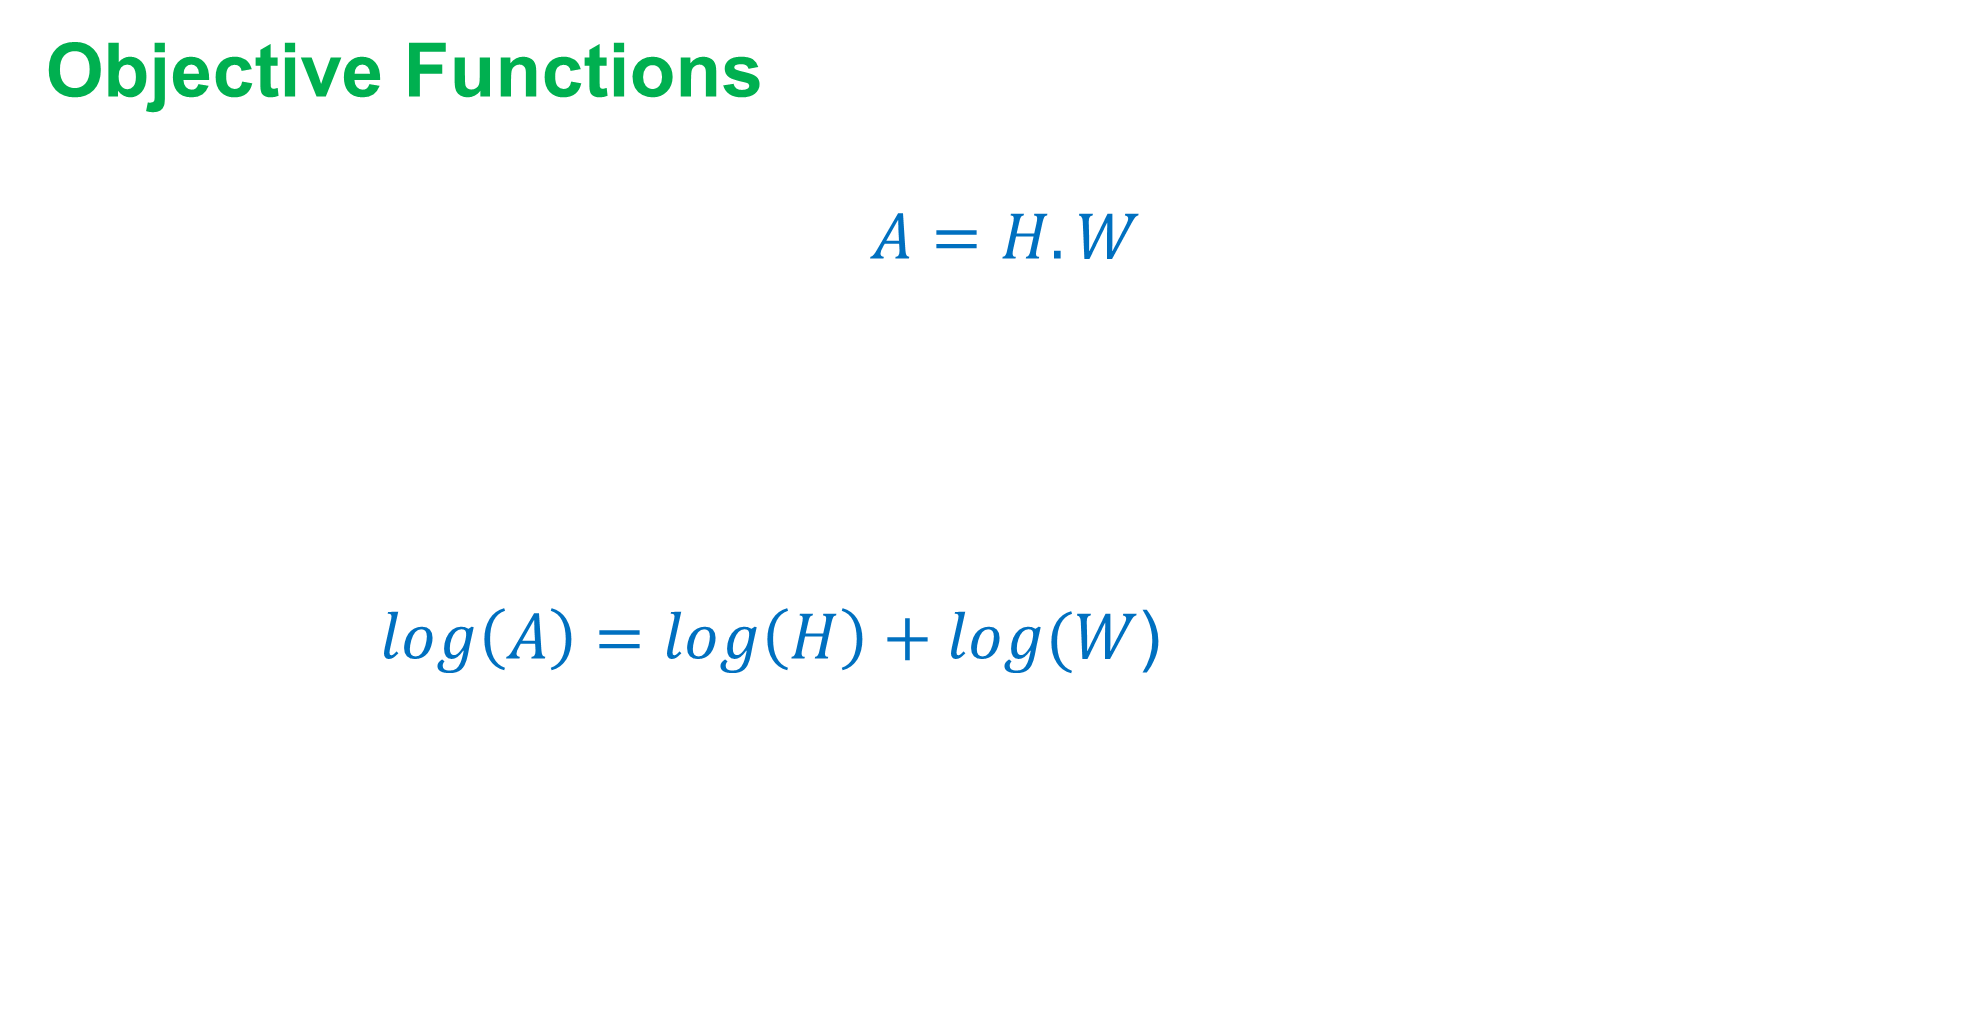 Objective Functions
A = H.W
log(A) = log(H) + log(W)